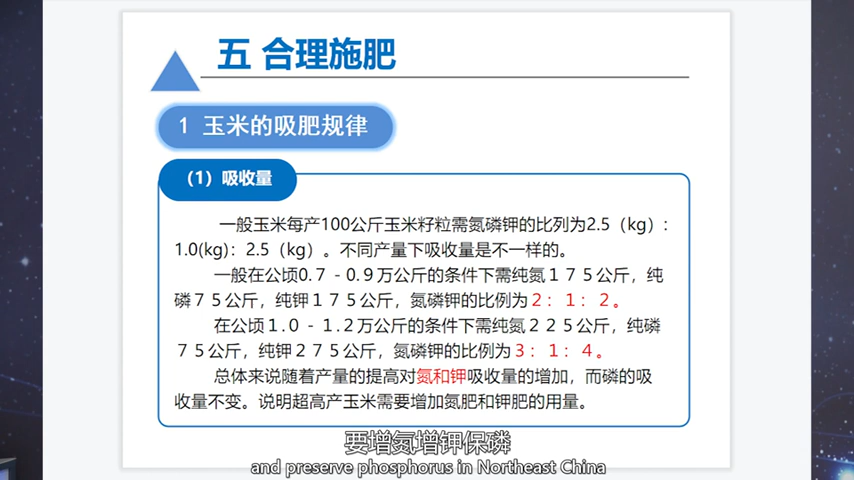 五 合理施肥
1 玉米的吸肥规律
（1）吸收量
一般玉米每产100公斤玉米籽粒需氮磷钾的比列为2.5（kg）:
1.0(kg)：2.5（kg）。不同产量下吸收量是不一样的。
一般在公顷0.7 -0.9万公斤的条件下需纯氮１７５公斤，纯
磷７５公斤，纯钾１７５公斤，氮磷钾的比例为２：１：２。
在公顷１.０ - １.２万公斤的条件下需纯氮２２５公斤，纯磷
７５公斤，纯钾２７５公斤，氮磷钾的比例为３：１：４。
总体来说随着产量的提高对氮和钾吸收量的增加，而磷的吸
收量不变。说明超高产玉米需要增加氮肥和钾肥的用量。
要增氮增钾保磷
and preserve phosphorus in Northeast China